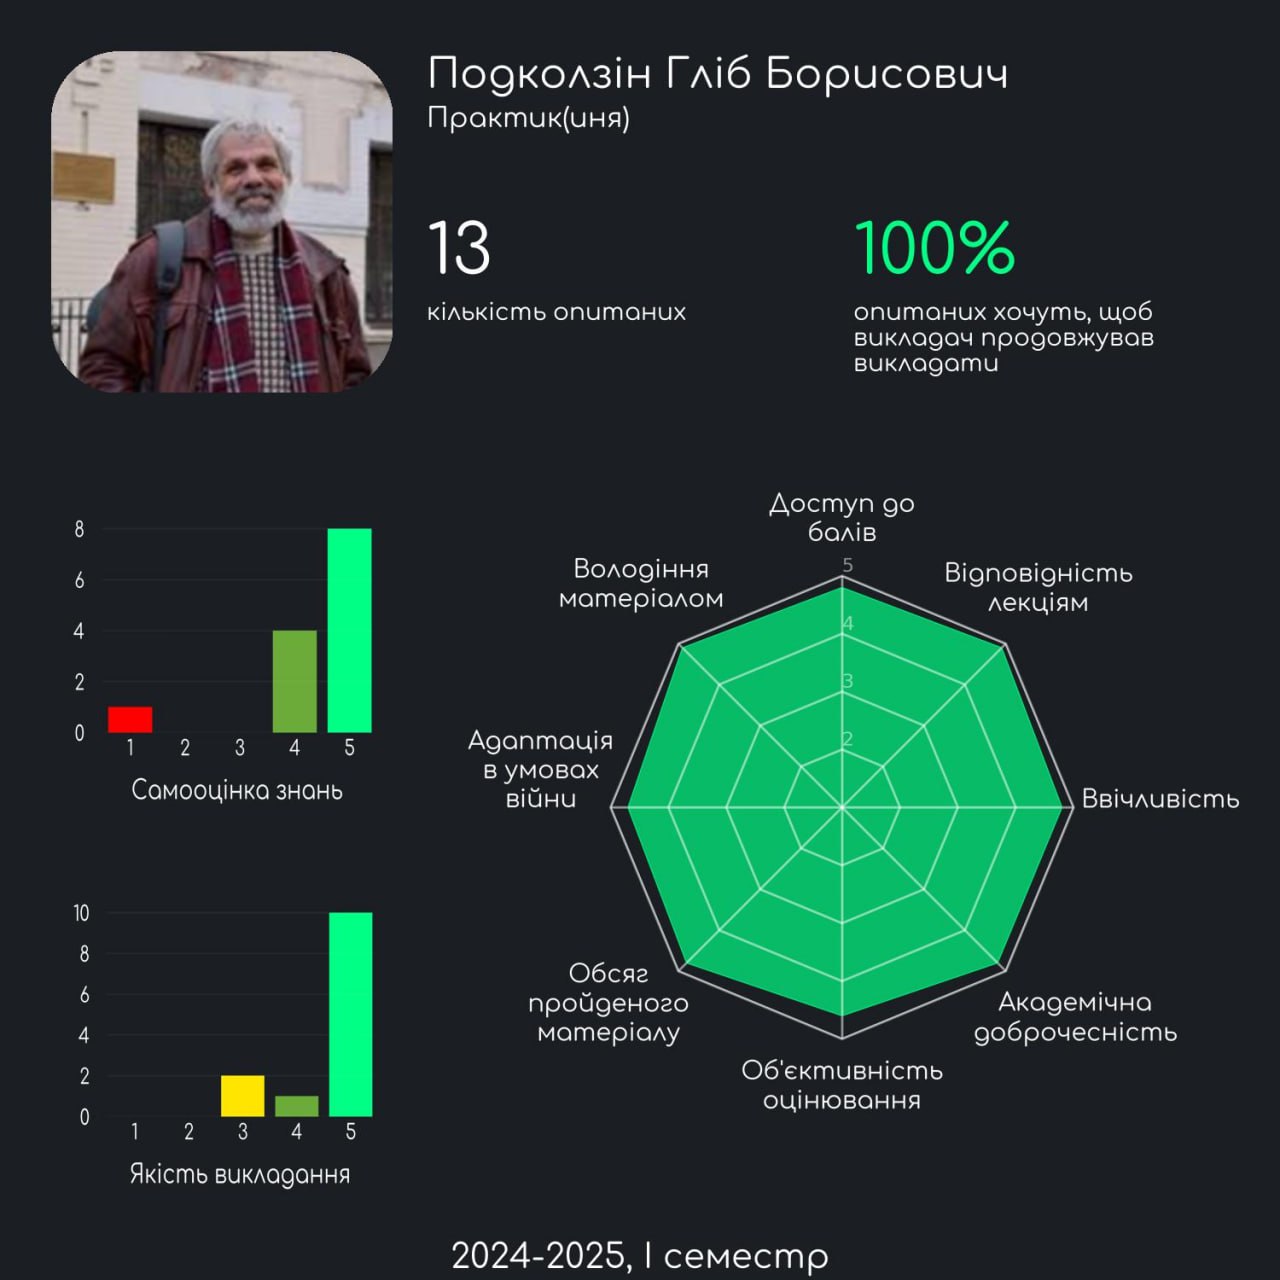 Подколзін Гліб Борисович
Практик(иня)
13
кількість опитаних
100%
опитаних хочуть, щоб
викладач продовжував
викладати
8
6
4
2
0
1 2 3 4 5
Самооцінка знань
10
8
6
4
2
0
1 2 3 4 5
Якість викладання
Доступ до
балів
Відповідність
лекціям
Ввічливість
Академічна
доброчесність
Об'єктивність
оцінювання
Обсяг
пройденого
матеріалу
Адаптація
в умовах
війни
Володіння
матеріалом
5
4
3
2
2024-2025, І семестр